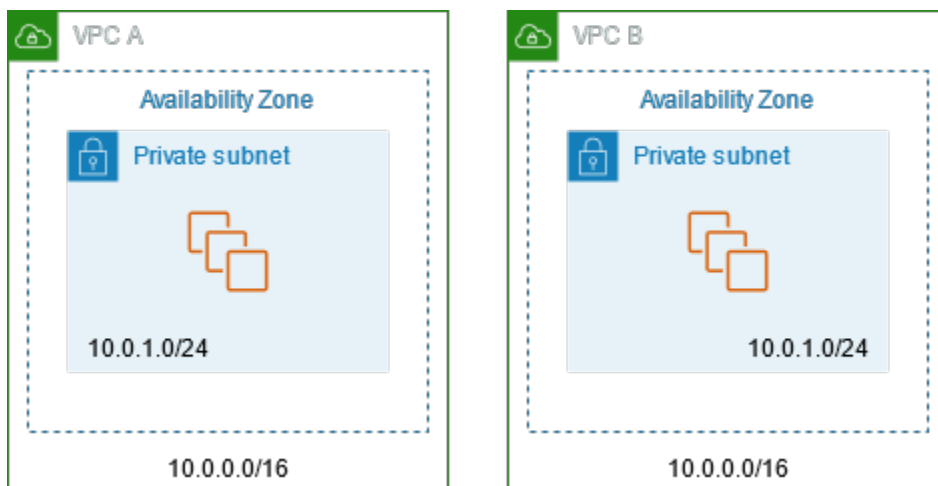 VPC A
Availability Zone
Private subnet
10.0.1.0/24
10.0.0.0/16
VPC B
Availability Zone
Private subnet
10.0.1.0/24
10.0.0.0/16